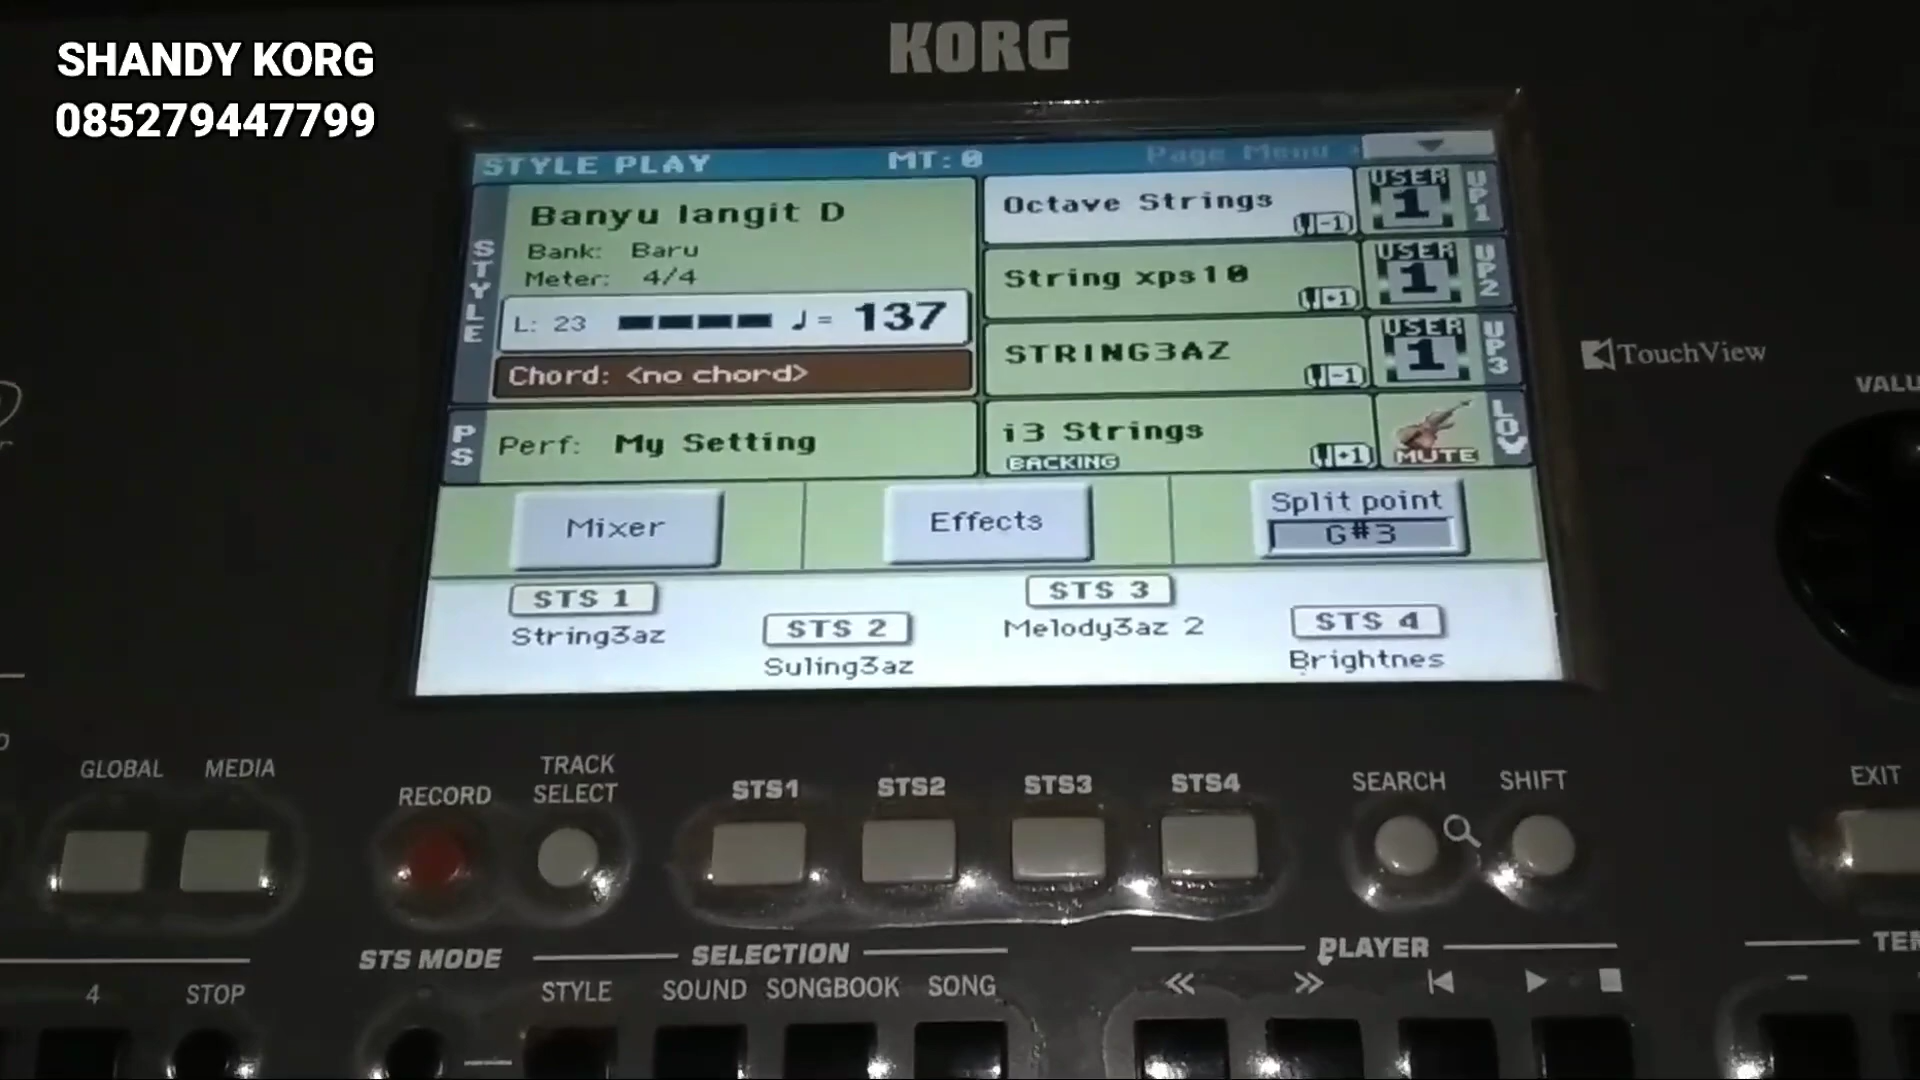 SHANDY KORG
085279447799
KORG
STYLE PLAY
MT: 0
Page Menu
STYLE
Banyu langit D
Bank: Baru
Meter: 4/4
L: 23
♩= 137
Chord: <no chord>
PS
Perf: My Setting
Octave Strings
-1
USER
1
UP1
String xps10
+1
USER
1
UP2
STRING3AZ
-1
USER
1
UP3
i3 Strings
BACKING
+1
MUTE
LOW
Mixer
Effects
Split point
G#3
STS 1
String3az
STS 2
Suling3az
STS 3
Melody3az 2
STS 4
Brightnes
TouchView
GLOBAL
MEDIA
RECORD
TRACK
SELECT
STS1
STS2
STS3
STS4
SEARCH
SHIFT
EXIT
4
STOP
STS MODE
SELECTION
STYLE
SOUND
SONGBOOK
SONG
PLAYER